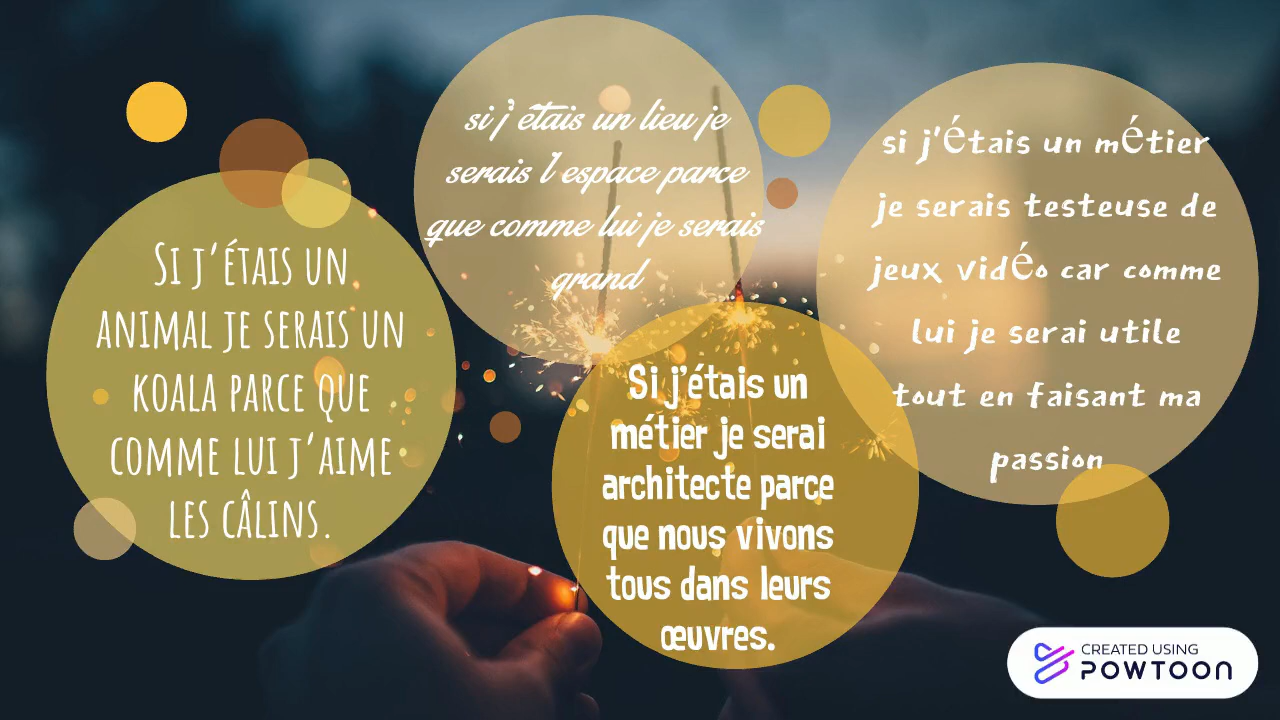 Si j'étais un
animal je serais un
koala parce que
comme lui j'aime
les câlins.
si j'étais un lieu je
serais l'espace parce
que comme lui je serais
grand
Si j'étais un
métier je serai
architecte parce
que nous vivons
tous dans leurs
œuvres.
si j'étais un métier
je serais testeuse de
jeux vidéo car comme
lui je serai utile
tout en faisant ma
passion
CREATED USING
POWTOON